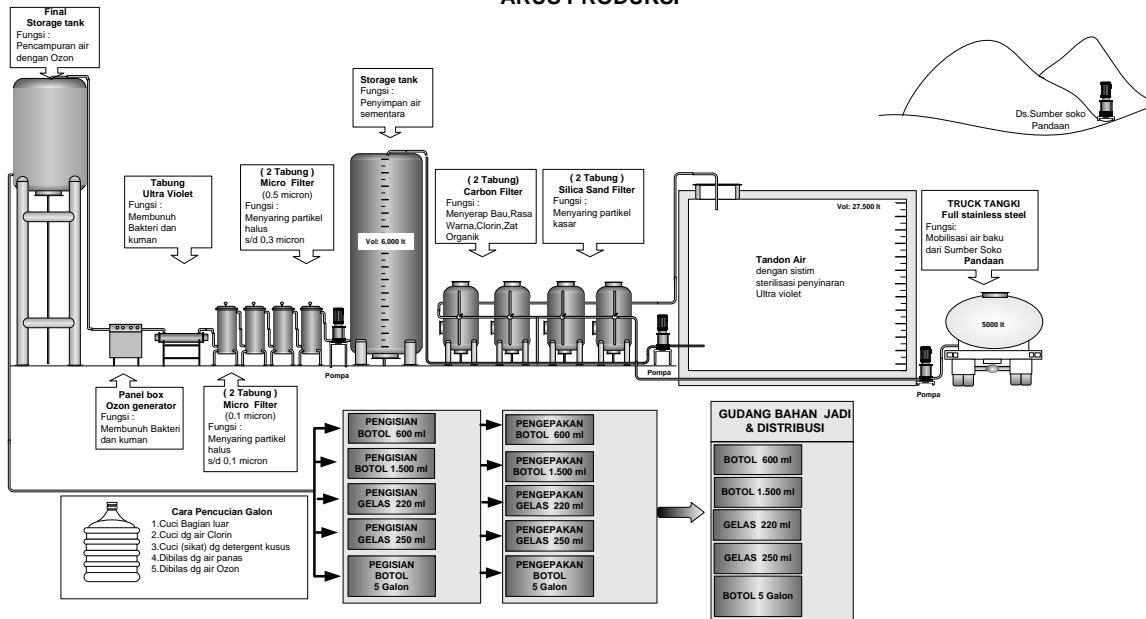 ARUS PRODUKSI
Final
Storage tank
Fungsi :
Pencampuran air
dengan Ozon
Storage tank
Fungsi :
Penyimpan air
sementara
Ds.Sumber soko
Pandaan
Tabung
Ultra Violet
Fungsi :
Membunuh
Bakteri dan
kuman
( 2 Tabung )
Micro Filter
(0.5 micron)
Fungsi :
Menyaring partikel
halus
s/d 0,3 micron
( 2 Tabung)
Carbon Filter
Fungsi :
Menyerap Bau,Rasa
Warna,Clorin,Zat
Organik
( 2 Tabung )
Silica Sand Filter
Fungsi :
Menyaring partikel
kasar
Vol: 6.000 lt
Vol: 27.500 lt
Tandon Air
dengan sistim
sterilisasi penyinaran
Ultra violet
TRUCK TANGKI
Full stainless steel
Fungsi:
Mobilisasi air baku
dari Sumber Soko
Pandaan
5000 lt
Pompa
Pompa
Pompa
Panel box
Ozon generator
Fungsi :
Membunuh Bakteri
dan kuman
( 2 Tabung )
Micro Filter
(0.1 micron)
Fungsi :
Menyaring partikel
halus
s/d 0,1 micron
Cara Pencucian Galon
1.Cuci Bagian luar
2.Cuci dg air Clorin
3.Cuci (sikat) dg detergent kusus
4.Dibilas dg air panas
5.Dibilas dg air Ozon
PENGISIAN
BOTOL 600 ml
PENGISIAN
BOTOL 1.500 ml
PENGISIAN
GELAS 220 ml
PENGISIAN
GELAS 250 ml
PEGISIAN
BOTOL
5 Galon
PENGEPAKAN
BOTOL 600 ml
PENGEPAKAN
BOTOL 1.500 ml
PENGEPAKAN
GELAS 220 ml
PENGEPAKAN
GELAS 250 ml
PENGEPAKAN
BOTOL
5 Galon
GUDANG BAHAN JADI
& DISTRIBUSI
BOTOL 600 ml
BOTOL 1.500 ml
GELAS 220 ml
GELAS 250 ml
BOTOL 5 Galon